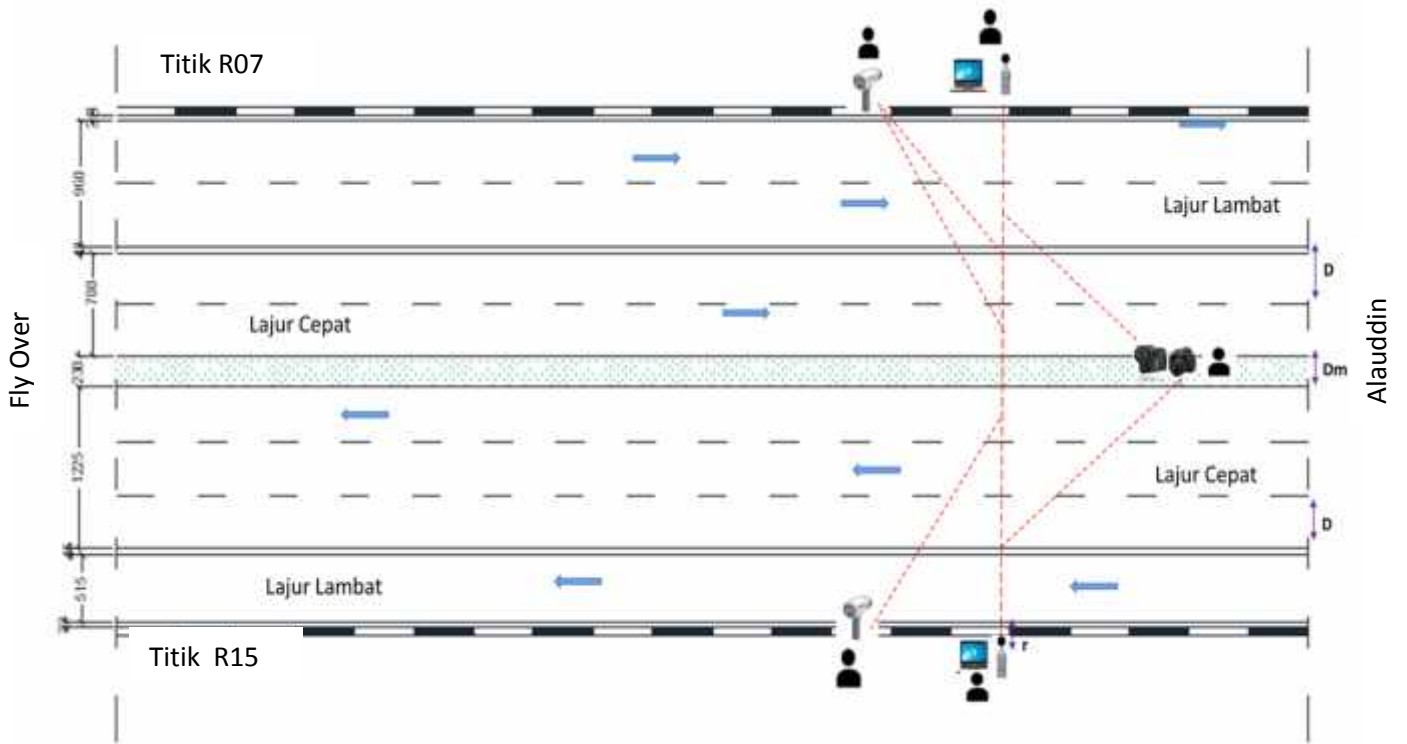 Titik R07
960
Lajur Lambat
D
700
Lajur Cepat
Fly Over
Alauddin
230
Dm
1225
Lajur Cepat
D
515
Lajur Lambat
r
Titik R15